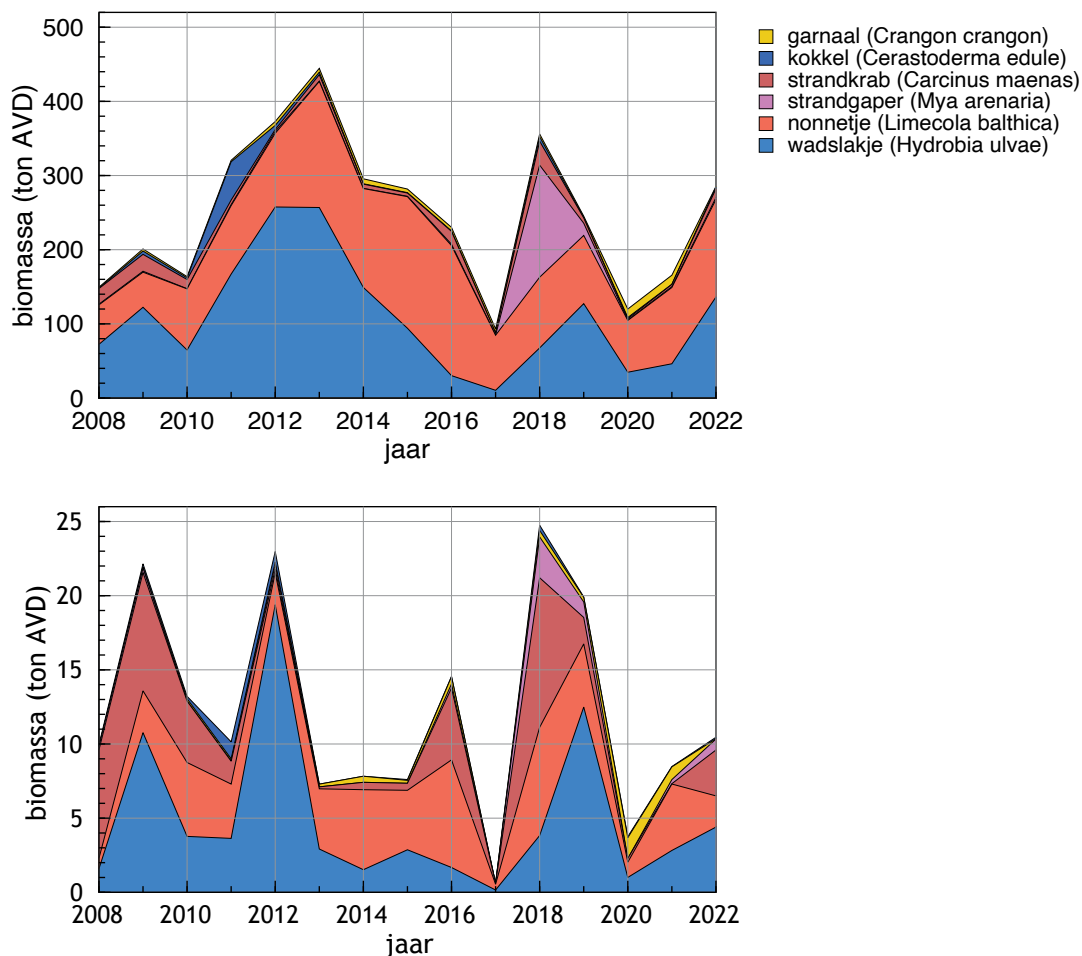 500
400
300
200
100
0
biomassa (ton AVD)
2008 2010 2012 2014 2016 2018 2020 2022
jaar
garnaal (Crangon crangon)
kokkel (Cerastoderma edule)
strandkrab (Carcinus maenas)
strandgaper (Mya arenaria)
nonnetje (Limecola balthica)
wadslakje (Hydrobia ulvae)
25
20
15
10
5
0
biomassa (ton AVD)
2008 2010 2012 2014 2016 2018 2020 2022
jaar